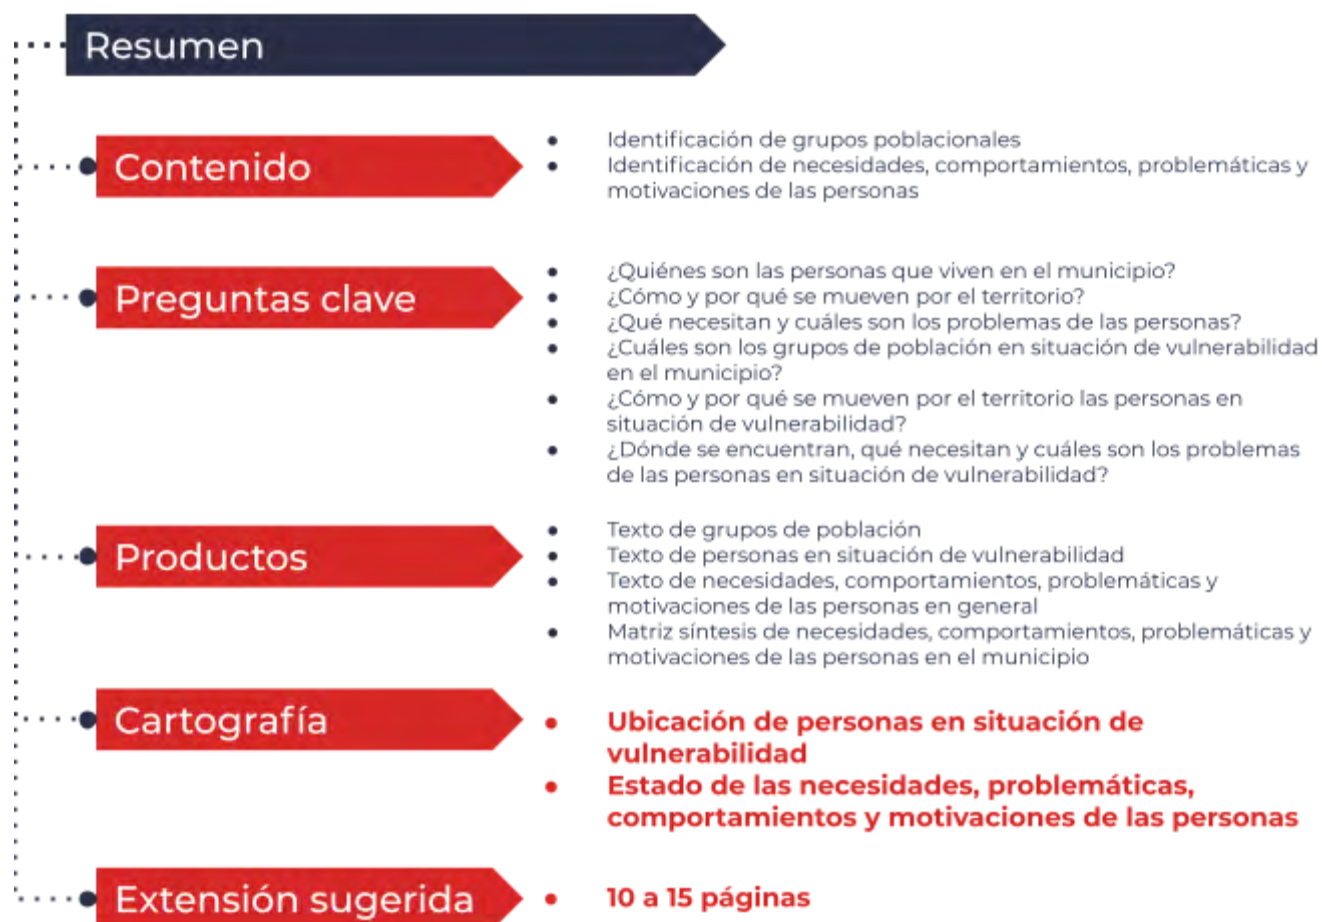 Resumen
Contenido
• Identificación de grupos poblacionales
• Identificación de necesidades, comportamientos, problemáticas y
motivaciones de las personas
Preguntas clave
• ¿Quiénes son las personas que viven en el municipio?
• ¿Cómo y por qué se mueven por el territorio?
• ¿Qué necesitan y cuáles son los problemas de las personas?
• ¿Cuáles son los grupos de población en situación de vulnerabilidad
en el municipio?
• ¿Cómo y por qué se mueven por el territorio las personas en
situación de vulnerabilidad?
• ¿Dónde se encuentran, qué necesitan y cuáles son los problemas
de las personas en situación de vulnerabilidad?
Productos
• Texto de grupos de población
• Texto de personas en situación de vulnerabilidad
• Texto de necesidades, comportamientos, problemáticas y
motivaciones de las personas en general
• Matriz síntesis de necesidades, comportamientos, problemáticas y
motivaciones de las personas en el municipio
Cartografía
• Ubicación de personas en situación de
vulnerabilidad
• Estado de las necesidades, problemáticas,
comportamientos y motivaciones de las personas
Extensión sugerida
• 10 a 15 páginas